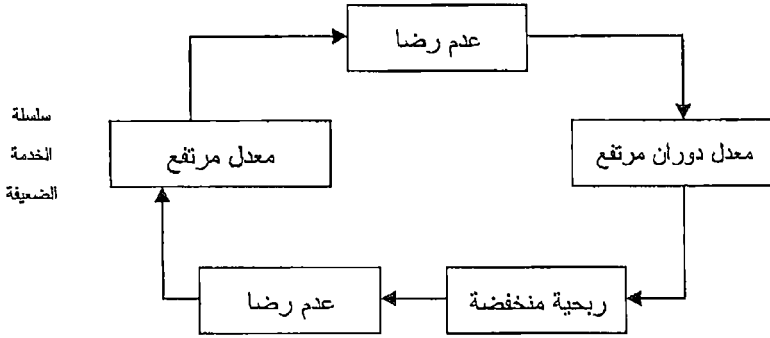 عدم رضا
سلسلة
الخدمة
الضعيفة
معدل دوران مرتفع
معدل مرتفع
ربحية منخفضة
عدم رضا